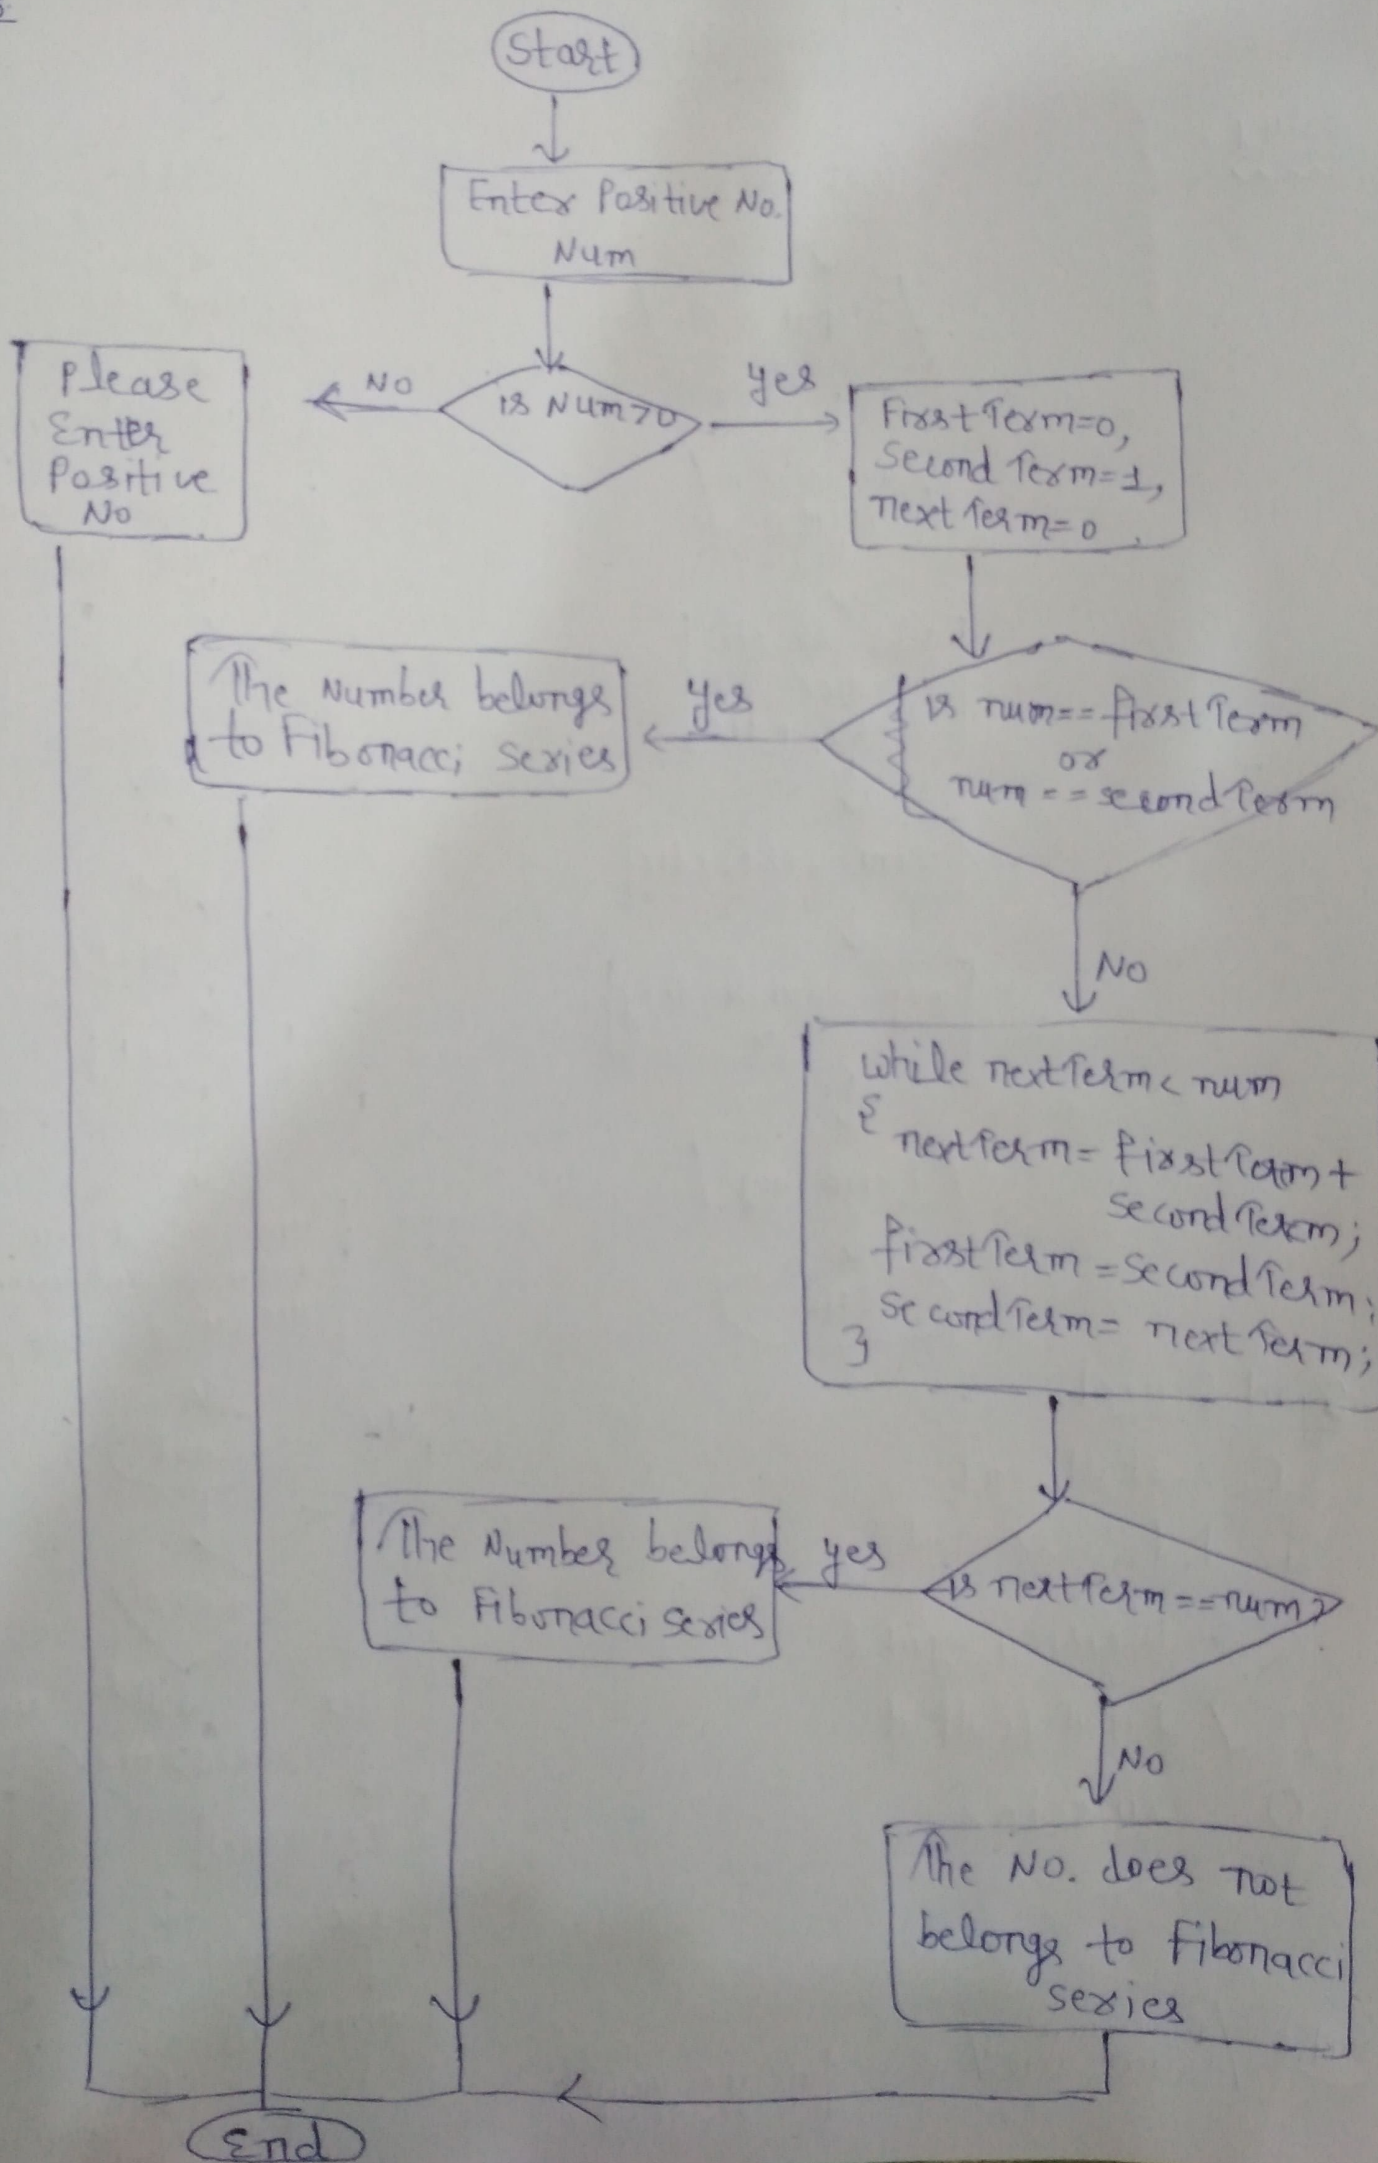 Start
Enter Positive No.
Num
is Num>0
NO
yes
Please
Enter
Positive
No
First Term=0,
Second Term=1,
next Term=0
is num==first Term
or
num==second Term
yes
The Number belongs
to Fibonacci series
NO
while nextTerm< num
{
nextTerm= firstTerm+
secondTerm;
firstTerm=secondTerm;
secondTerm= nextTerm;
}
is nextTerm==num?
yes
The Number belongs
to Fibonacci series
NO
The No. does not
belongs to Fibonacci
series
End